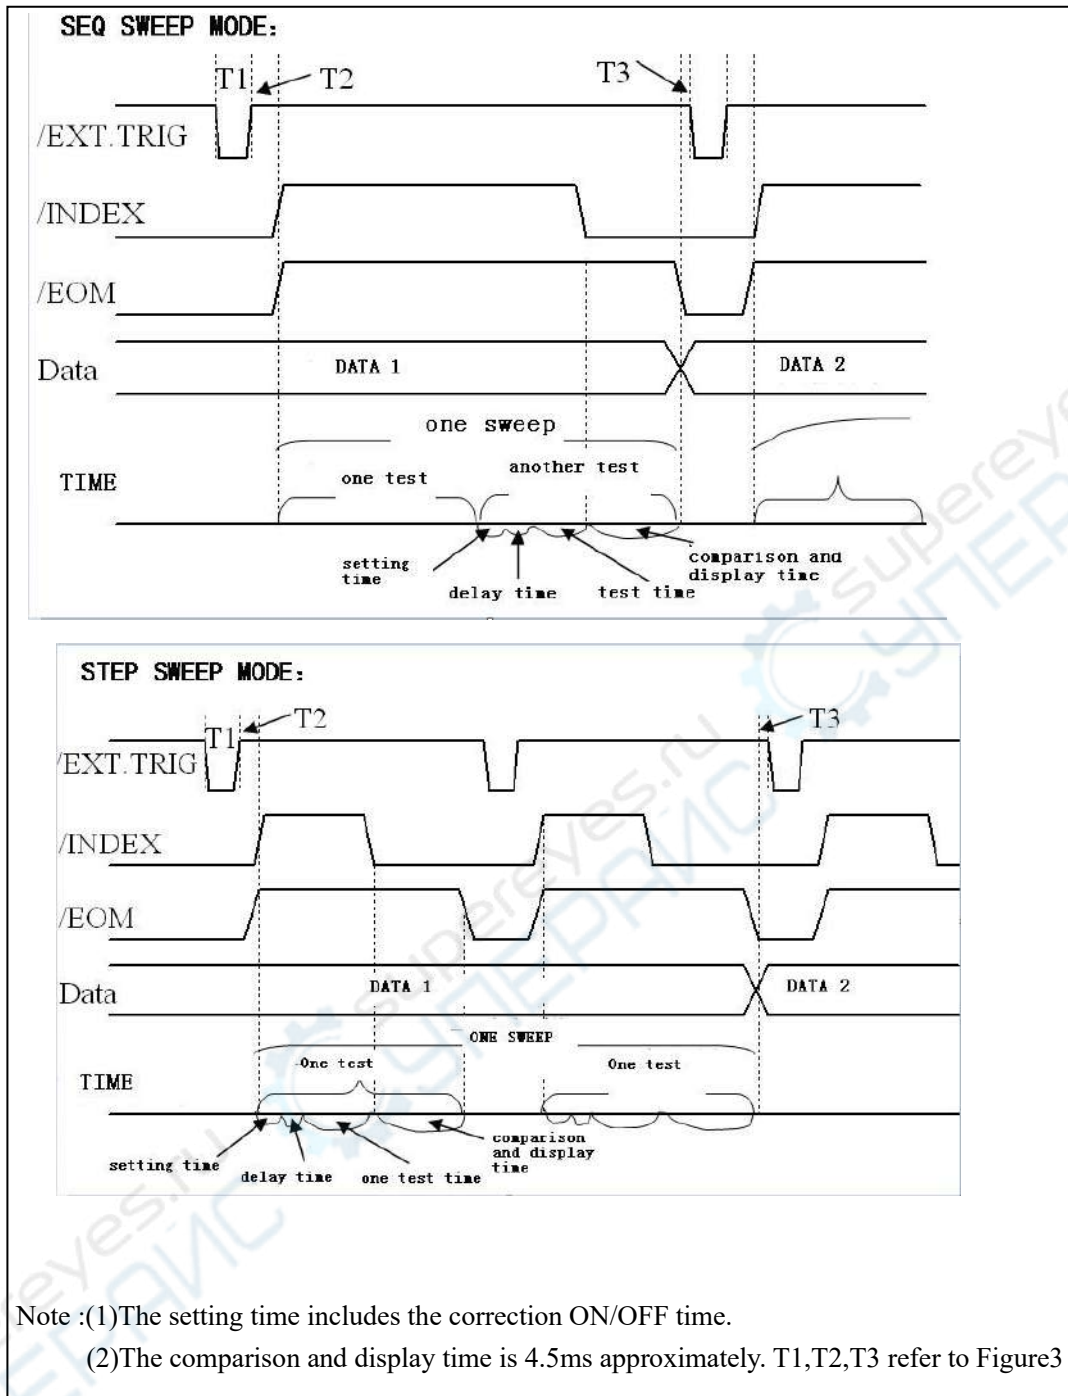 SEQ SWEEP MODE:
T1 T2 T3
/EXT.TRIG
/INDEX
/EOM
Data DATA 1 DATA 2
one sweep
one test another test
TIME
setting time
delay time
test time
comparison and display time
STEP SWEEP MODE:
T1 T2 T3
/EXT.TRIG
/INDEX
/EOM
Data DATA 1 DATA 2
ONE SWEEP
One test One test
TIME
setting time
delay time
one test time
comparison and display time
Note :(1)The setting time includes the correction ON/OFF time.
(2)The comparison and display time is 4.5ms approximately. T1,T2,T3 refer to Figure3
supereyes.ru
СУПЕРАЙС